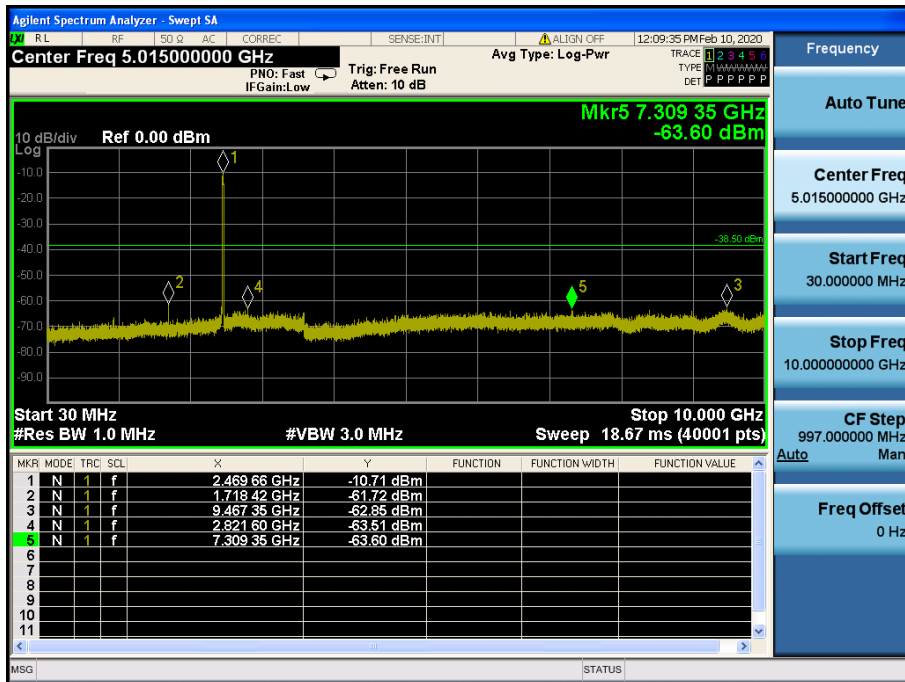 Agilent Spectrum Analyzer - Swept SA
LXI RL RF 50 Ω AC CORREC SENSE:INT ALIGN OFF 12:09:35 PM Feb 10, 2020
Center Freq 5.015000000 GHz
Avg Type: Log-Pwr
TRACE 1 2 3 4 5 6
PNO: Fast Trig: Free Run
TYPE M WWWWW
IFGain:Low Atten: 10 dB
DET P P P P P P
Mkr5 7.309 35 GHz
-63.60 dBm
10 dB/div Ref 0.00 dBm
Log
1
-10.0
-20.0
-30.0
-38.50 dBm
-40.0
-50.0
2 4 5 3
-60.0
-70.0
-80.0
-90.0
Start 30 MHz Stop 10.000 GHz
#Res BW 1.0 MHz #VBW 3.0 MHz Sweep 18.67 ms (40001 pts)
MKR MODE TRC SCL X Y FUNCTION FUNCTION WIDTH FUNCTION VALUE
1 N 1 f 2.469 66 GHz -10.71 dBm
2 N 1 f 1.718 42 GHz -61.72 dBm
3 N 1 f 9.467 35 GHz -62.85 dBm
4 N 1 f 2.821 60 GHz -63.51 dBm
5 N 1 f 7.309 35 GHz -63.60 dBm
6
7
8
9
10
11
MSG STATUS
Frequency
Auto Tune
Center Freq
5.015000000 GHz
Start Freq
30.000000 MHz
Stop Freq
10.000000000 GHz
CF Step
997.000000 MHz
Auto Man
Freq Offset
0 Hz